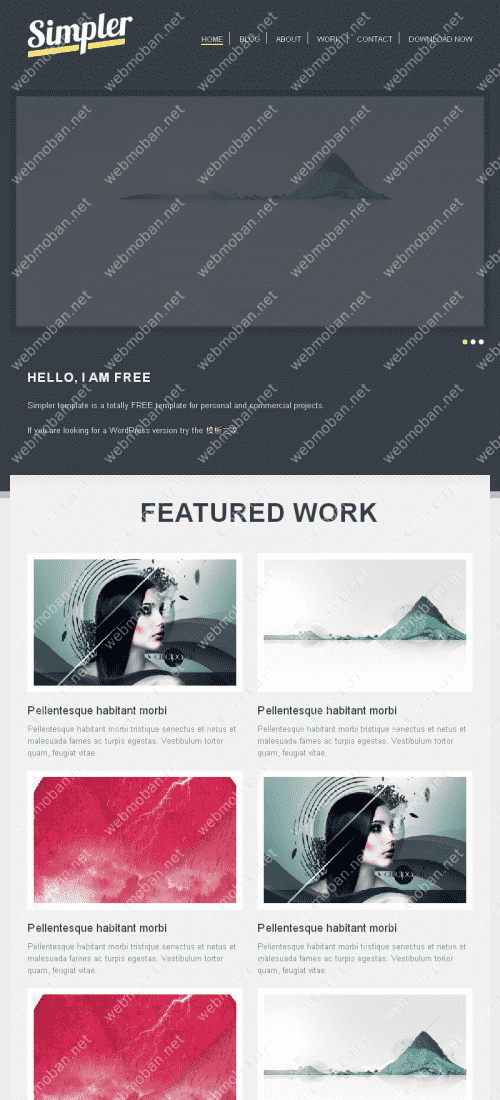 Simpler
HOME
BLOG
ABOUT
WORK
CONTACT
DOWNLOAD NOW
HELLO, I AM FREE
Simpler template is a totally FREE template for personal and commercial projects.
If you are looking for a WordPress version try the 模板之家
FEATURED WORK
Pellentesque habitant morbi
Pellentesque habitant morbi
Pellentesque habitant morbi tristique senectus et netus et
malesuada fames ac turpis egestas. Vestibulum tortor
quam, feugiat vitae.
Pellentesque habitant morbi tristique senectus et netus et
malesuada fames ac turpis egestas. Vestibulum tortor
quam, feugiat vitae.
Pellentesque habitant morbi
Pellentesque habitant morbi
Pellentesque habitant morbi tristique senectus et netus et
malesuada fames ac turpis egestas. Vestibulum tortor
quam, feugiat vitae.
Pellentesque habitant morbi tristique senectus et netus et
malesuada fames ac turpis egestas. Vestibulum tortor
quam, feugiat vitae.
webmoban.net